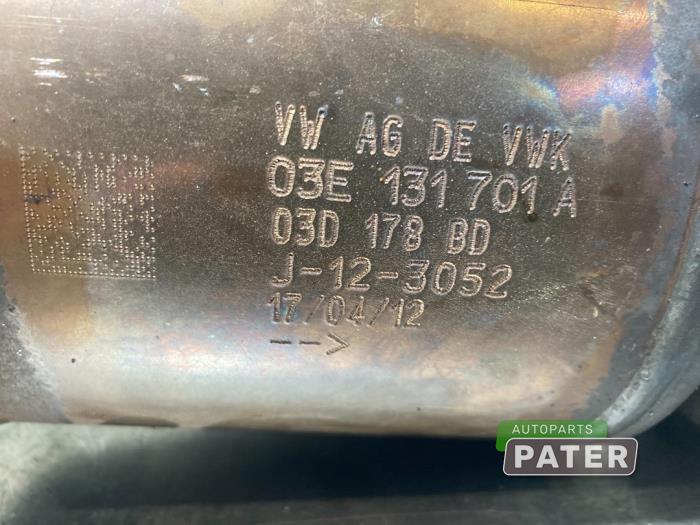 VW AG DE VWK
03E 131 701 A
03D 178 BD
J-12-3052
17/04/12
-->
AUTOPARTS
PATER